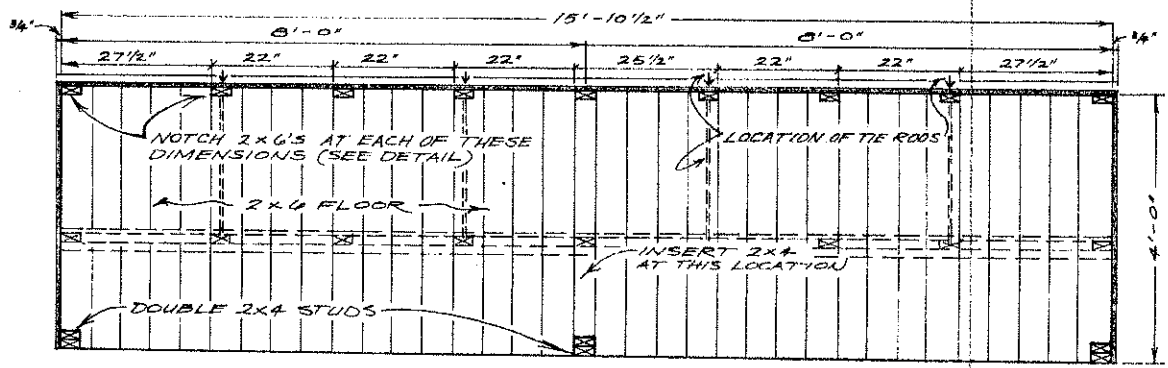 15'-10 1/2"
3/4" 8'-0" 8'-0" 3/4"
27 1/2" 22" 22" 22" 25 1/2" 22" 22" 27 1/2"
NOTCH 2x6'S AT EACH OF THESE
DIMENSIONS (SEE DETAIL)
LOCATION OF TIE RODS
2x6 FLOOR
4'-0"
INSERT 2x4
AT THIS LOCATION
DOUBLE 2x4 STUDS